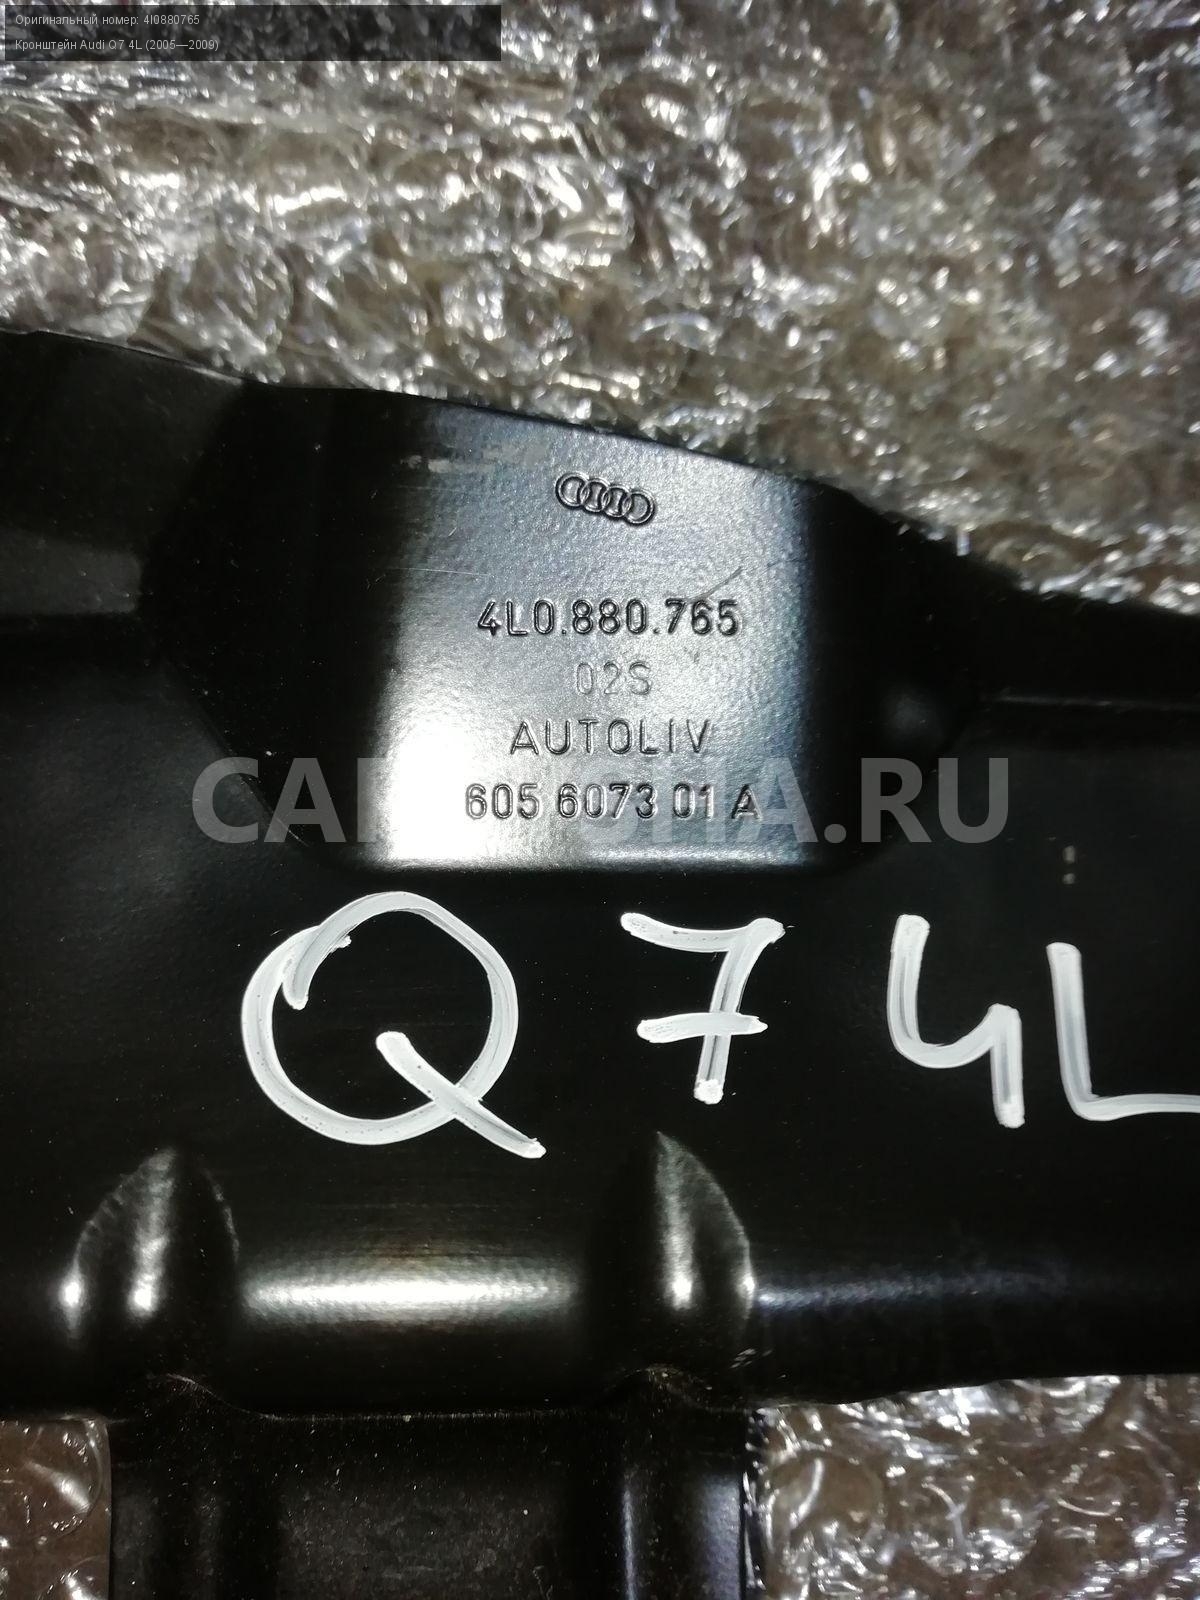 Оригинальный номер: 4l0880765
Кронштейн Audi Q7 4L (2005—2009)
4L0.880.765
02S
AUTOLIV
605 6073 01 A
Q 7 4L